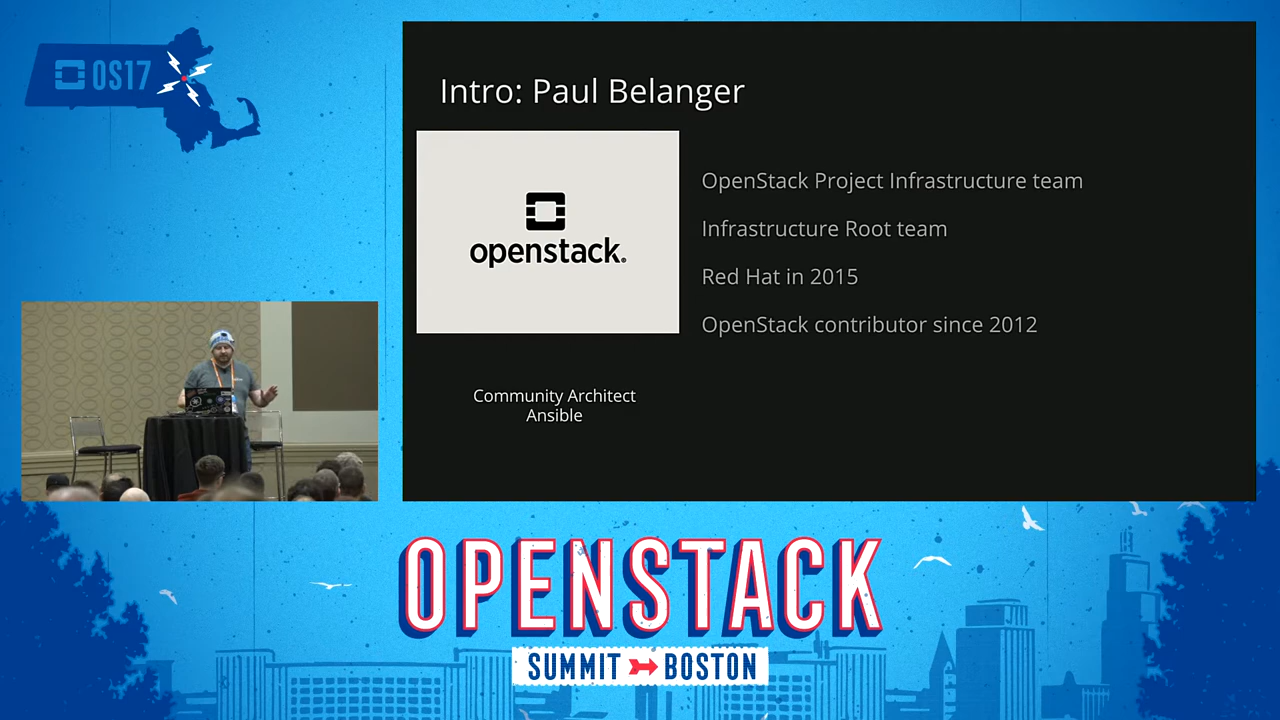 OS17
Intro: Paul Belanger
openstack.
OpenStack Project Infrastructure team
Infrastructure Root team
Red Hat in 2015
OpenStack contributor since 2012
Community Architect
Ansible
OPENSTACK
SUMMIT BOSTON